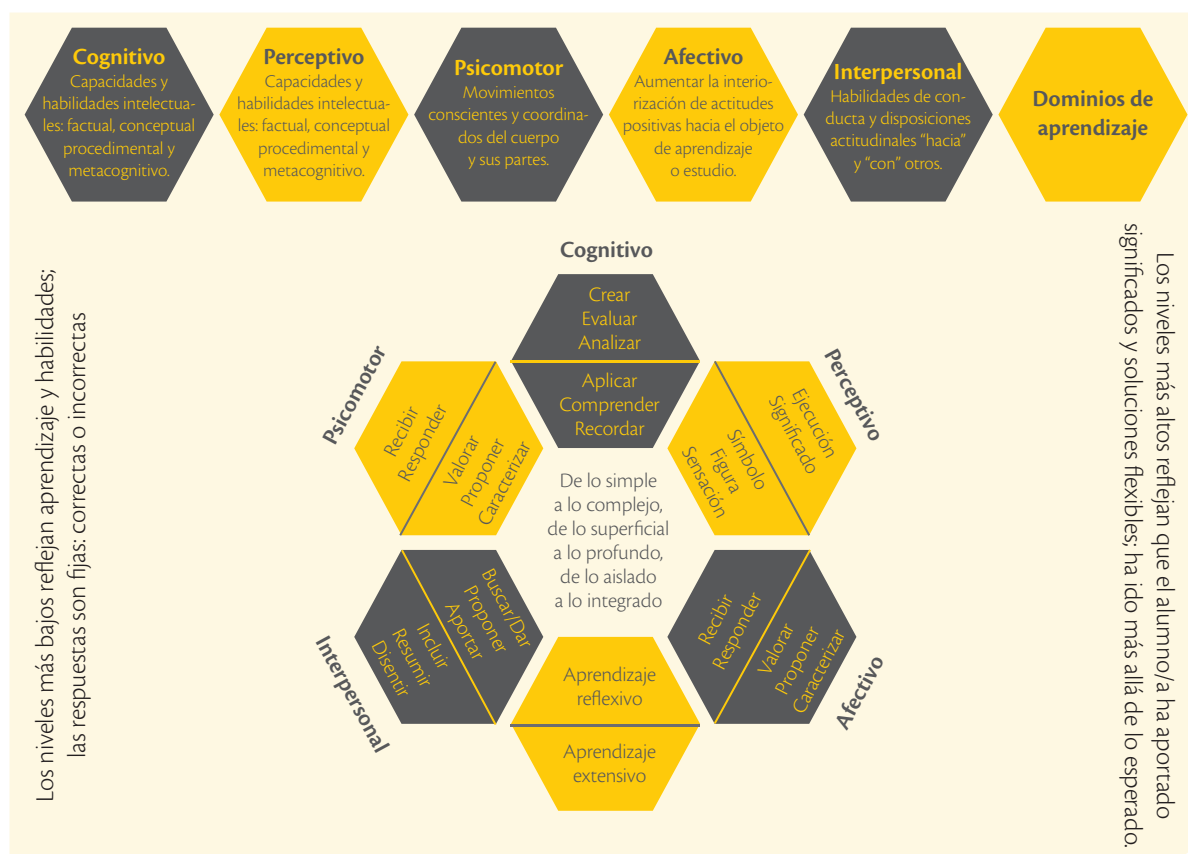 Cognitivo
Capacidades y
habilidades intelectua-
les: factual, conceptual
procedimental y
metacognitivo.
Perceptivo
Capacidades y
habilidades intelectua-
les: factual, conceptual
procedimental y
metacognitivo.
Psicomotor
Movimientos
conscientes y coordina-
dos del cuerpo
y sus partes.
Afectivo
Aumentar la interio-
rización de actitudes
positivas hacia el objeto
de aprendizaje
o estudio.
Interpersonal
Habilidades de con-
ducta y disposiciones
actitudinales "hacia"
y "con" otros.
Dominios de
aprendizaje
Los niveles más bajos reflejan aprendizaje y habilidades;
las respuestas son fijas: correctas o incorrectas
Cognitivo
Crear
Evaluar
Analizar
Aplicar
Comprender
Recordar
Psicomotor
Recibir
Responder
Valorar
Proponer
Caracterizar
Perceptivo
Ejecución
Significado
Símbolo
Figura
Sensación
De lo simple
a lo complejo,
de lo superficial
a lo profundo,
de lo aislado
a lo integrado
Interpersonal
Buscar/Dar
Proponer
Aportar
Incluir
Resumir
Disentir
Afectivo
Recibir
Responder
Valorar
Proponer
Caracterizar
Aprendizaje
reflexivo
Aprendizaje
extensivo
Los niveles más altos reflejan que el alumno/a ha aportado
significados y soluciones flexibles; ha ido más allá de lo esperado.